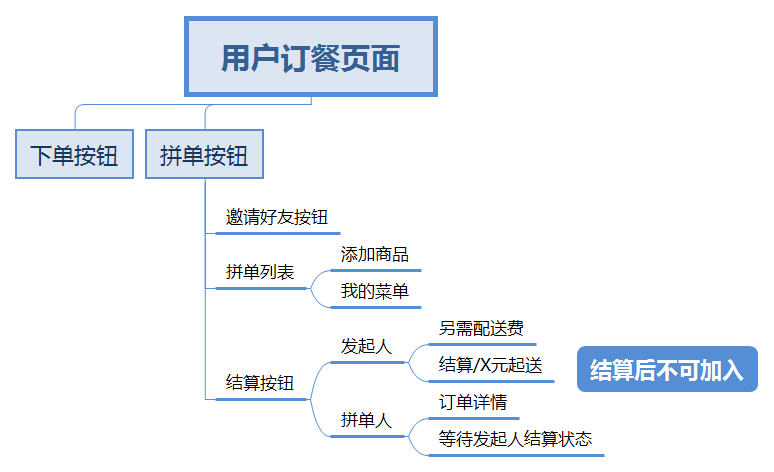 用户订餐页面
下单按钮
拼单按钮
邀请好友按钮
拼单列表
添加商品
我的菜单
结算按钮
发起人
另需配送费
结算/X元起送
结算后不可加入
拼单人
订单详情
等待发起人结算状态